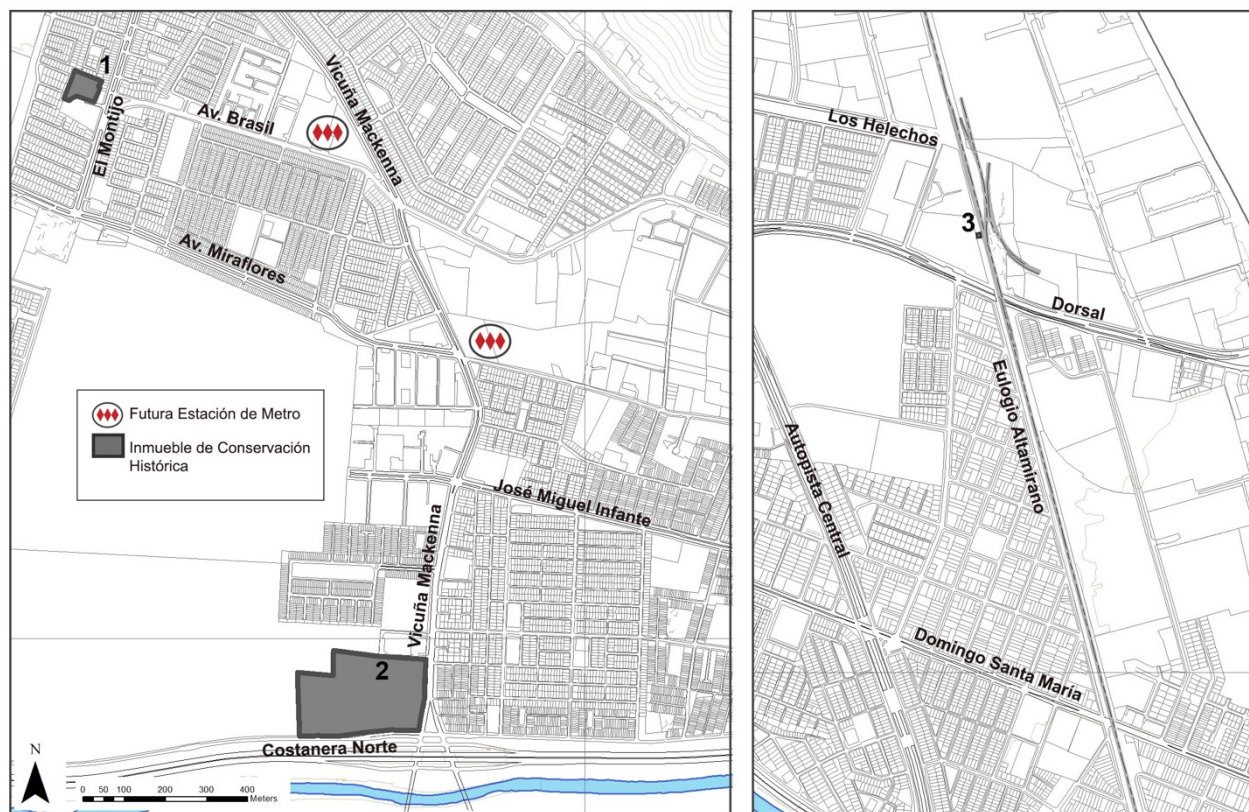 1
El Montijo
Av. Brasil
Vicuña Mackenna
Av. Miraflores
Futura Estación de Metro
Inmueble de Conservación
Histórica
José Miguel Infante
Vicuña Mackenna
2
Costanera Norte
N
0 50 100 200 300 400
Meters
Los Helechos
3
Dorsal
Eulogio Altamirano
Autopista Central
Domingo Santa María